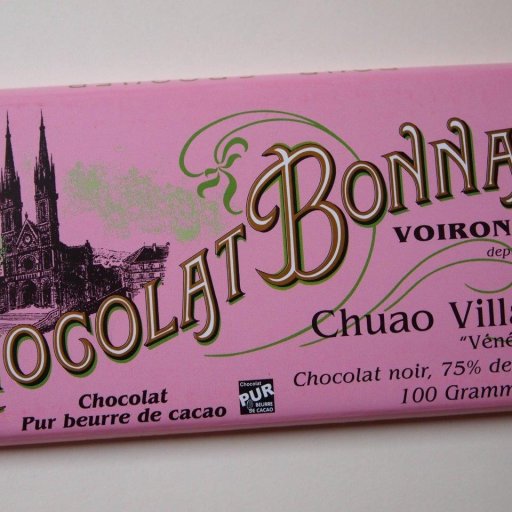 CHOCOLAT BONNA
VOIRON
dep
Chuao Villa
"Véné
Chocolat noir, 75% de
100 Gramm
Chocolat
Pur beurre de cacao
Chocolat
PUR
BEURRE
DE CACAO